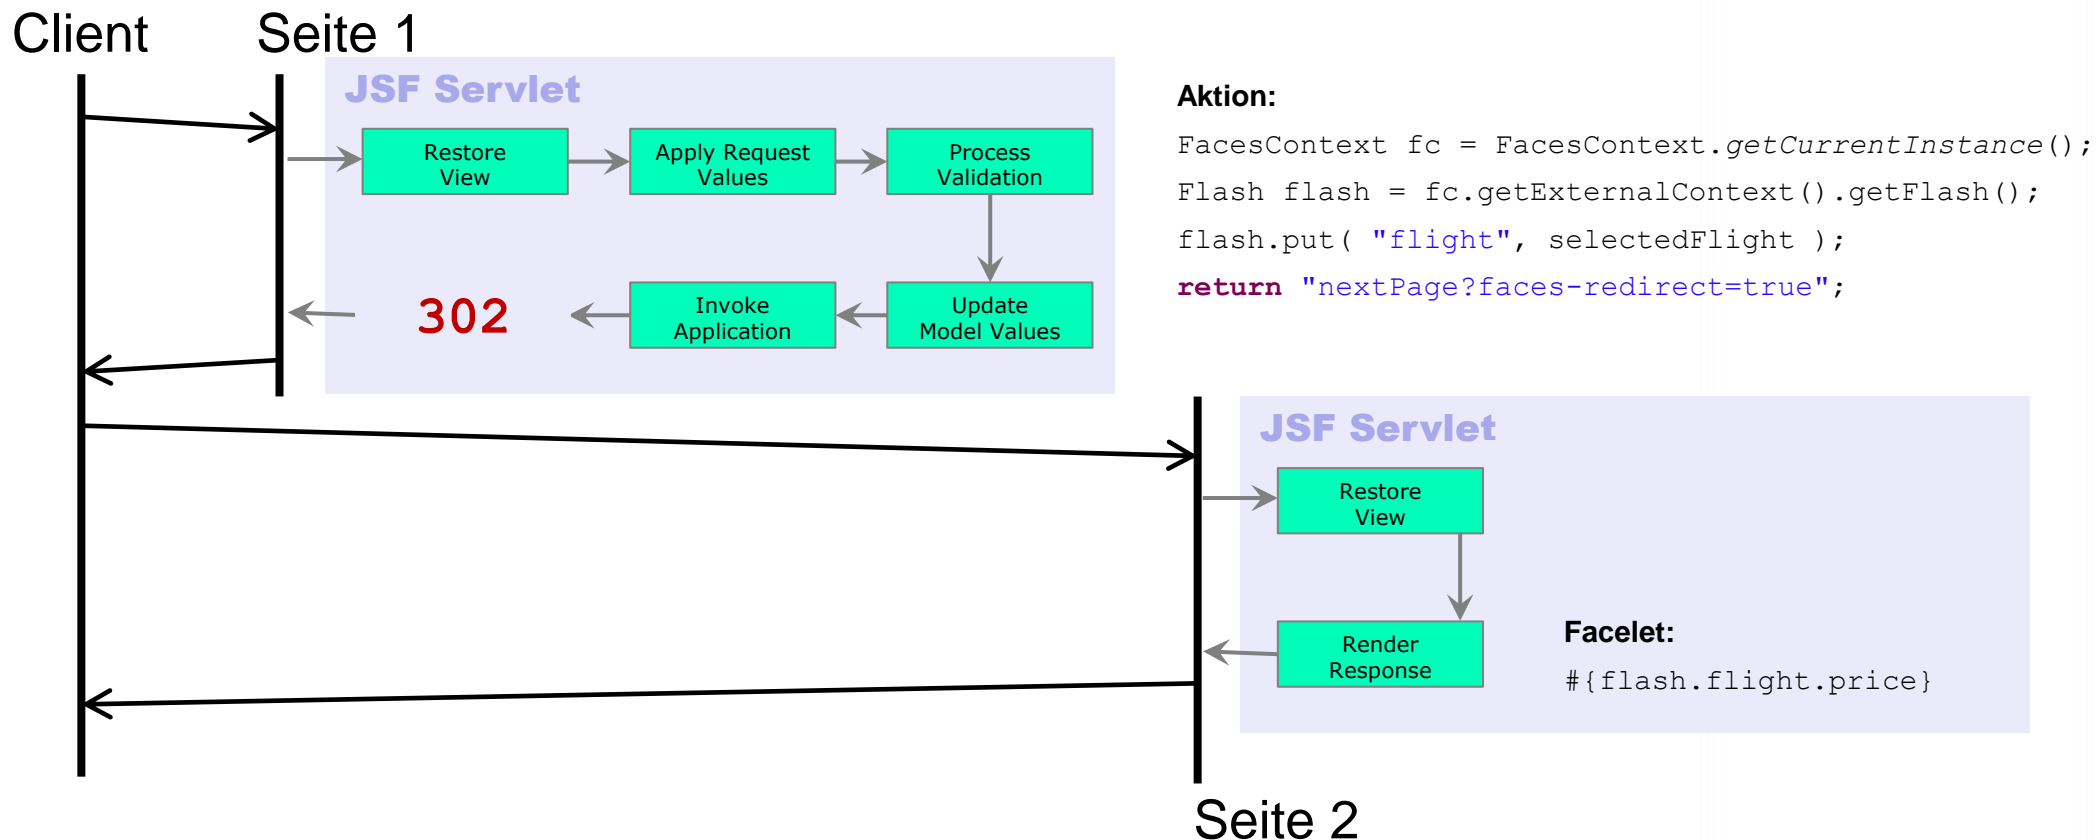 Client
Seite 1
JSF Servlet
Restore
View
Apply Request
Values
Process
Validation
302
Invoke
Application
Update
Model Values
Aktion:
FacesContext fc = FacesContext.getCurrentInstance();
Flash flash = fc.getExternalContext().getFlash();
flash.put( "flight", selectedFlight );
return "nextPage?faces-redirect=true";
JSF Servlet
Restore
View
Render
Response
Facelet:
#{flash.flight.price}
Seite 2